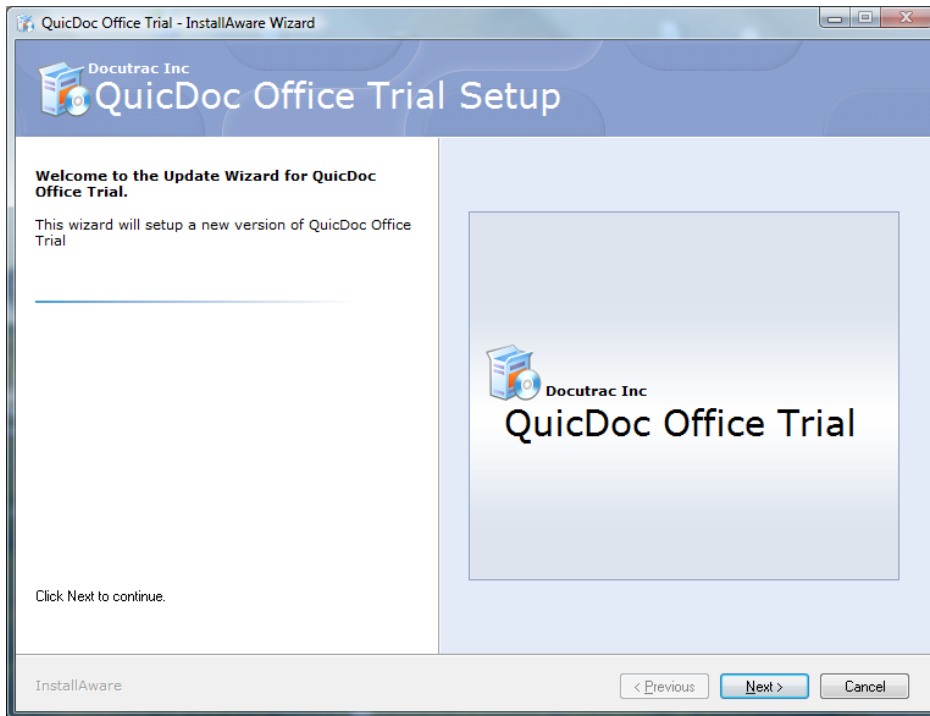 QuicDoc Office Trial - InstallAware Wizard
Docutrac Inc
QuicDoc Office Trial Setup
Welcome to the Update Wizard for QuicDoc
Office Trial.
This wizard will setup a new version of QuicDoc Office
Trial
Docutrac Inc
QuicDoc Office Trial
Click Next to continue.
InstallAware
< Previous
Next >
Cancel